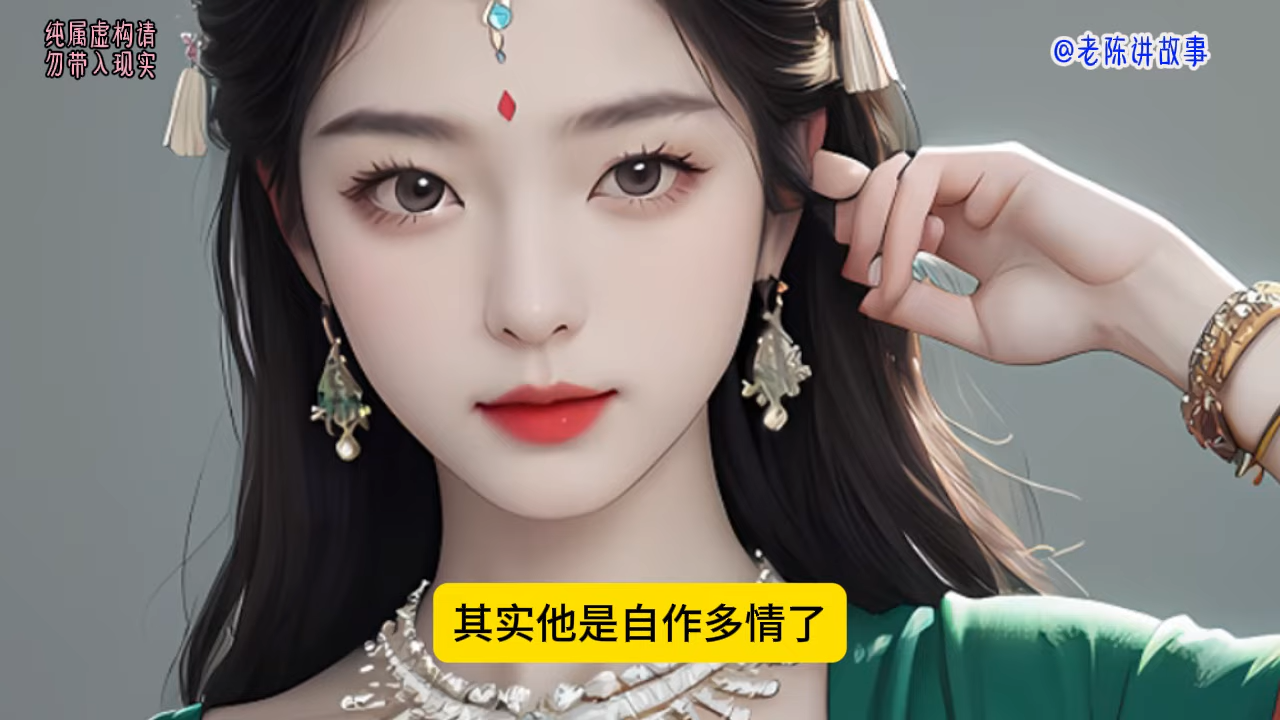 纯属虚构请
勿带入现实
@老陈讲故事
其实他是自作多情了